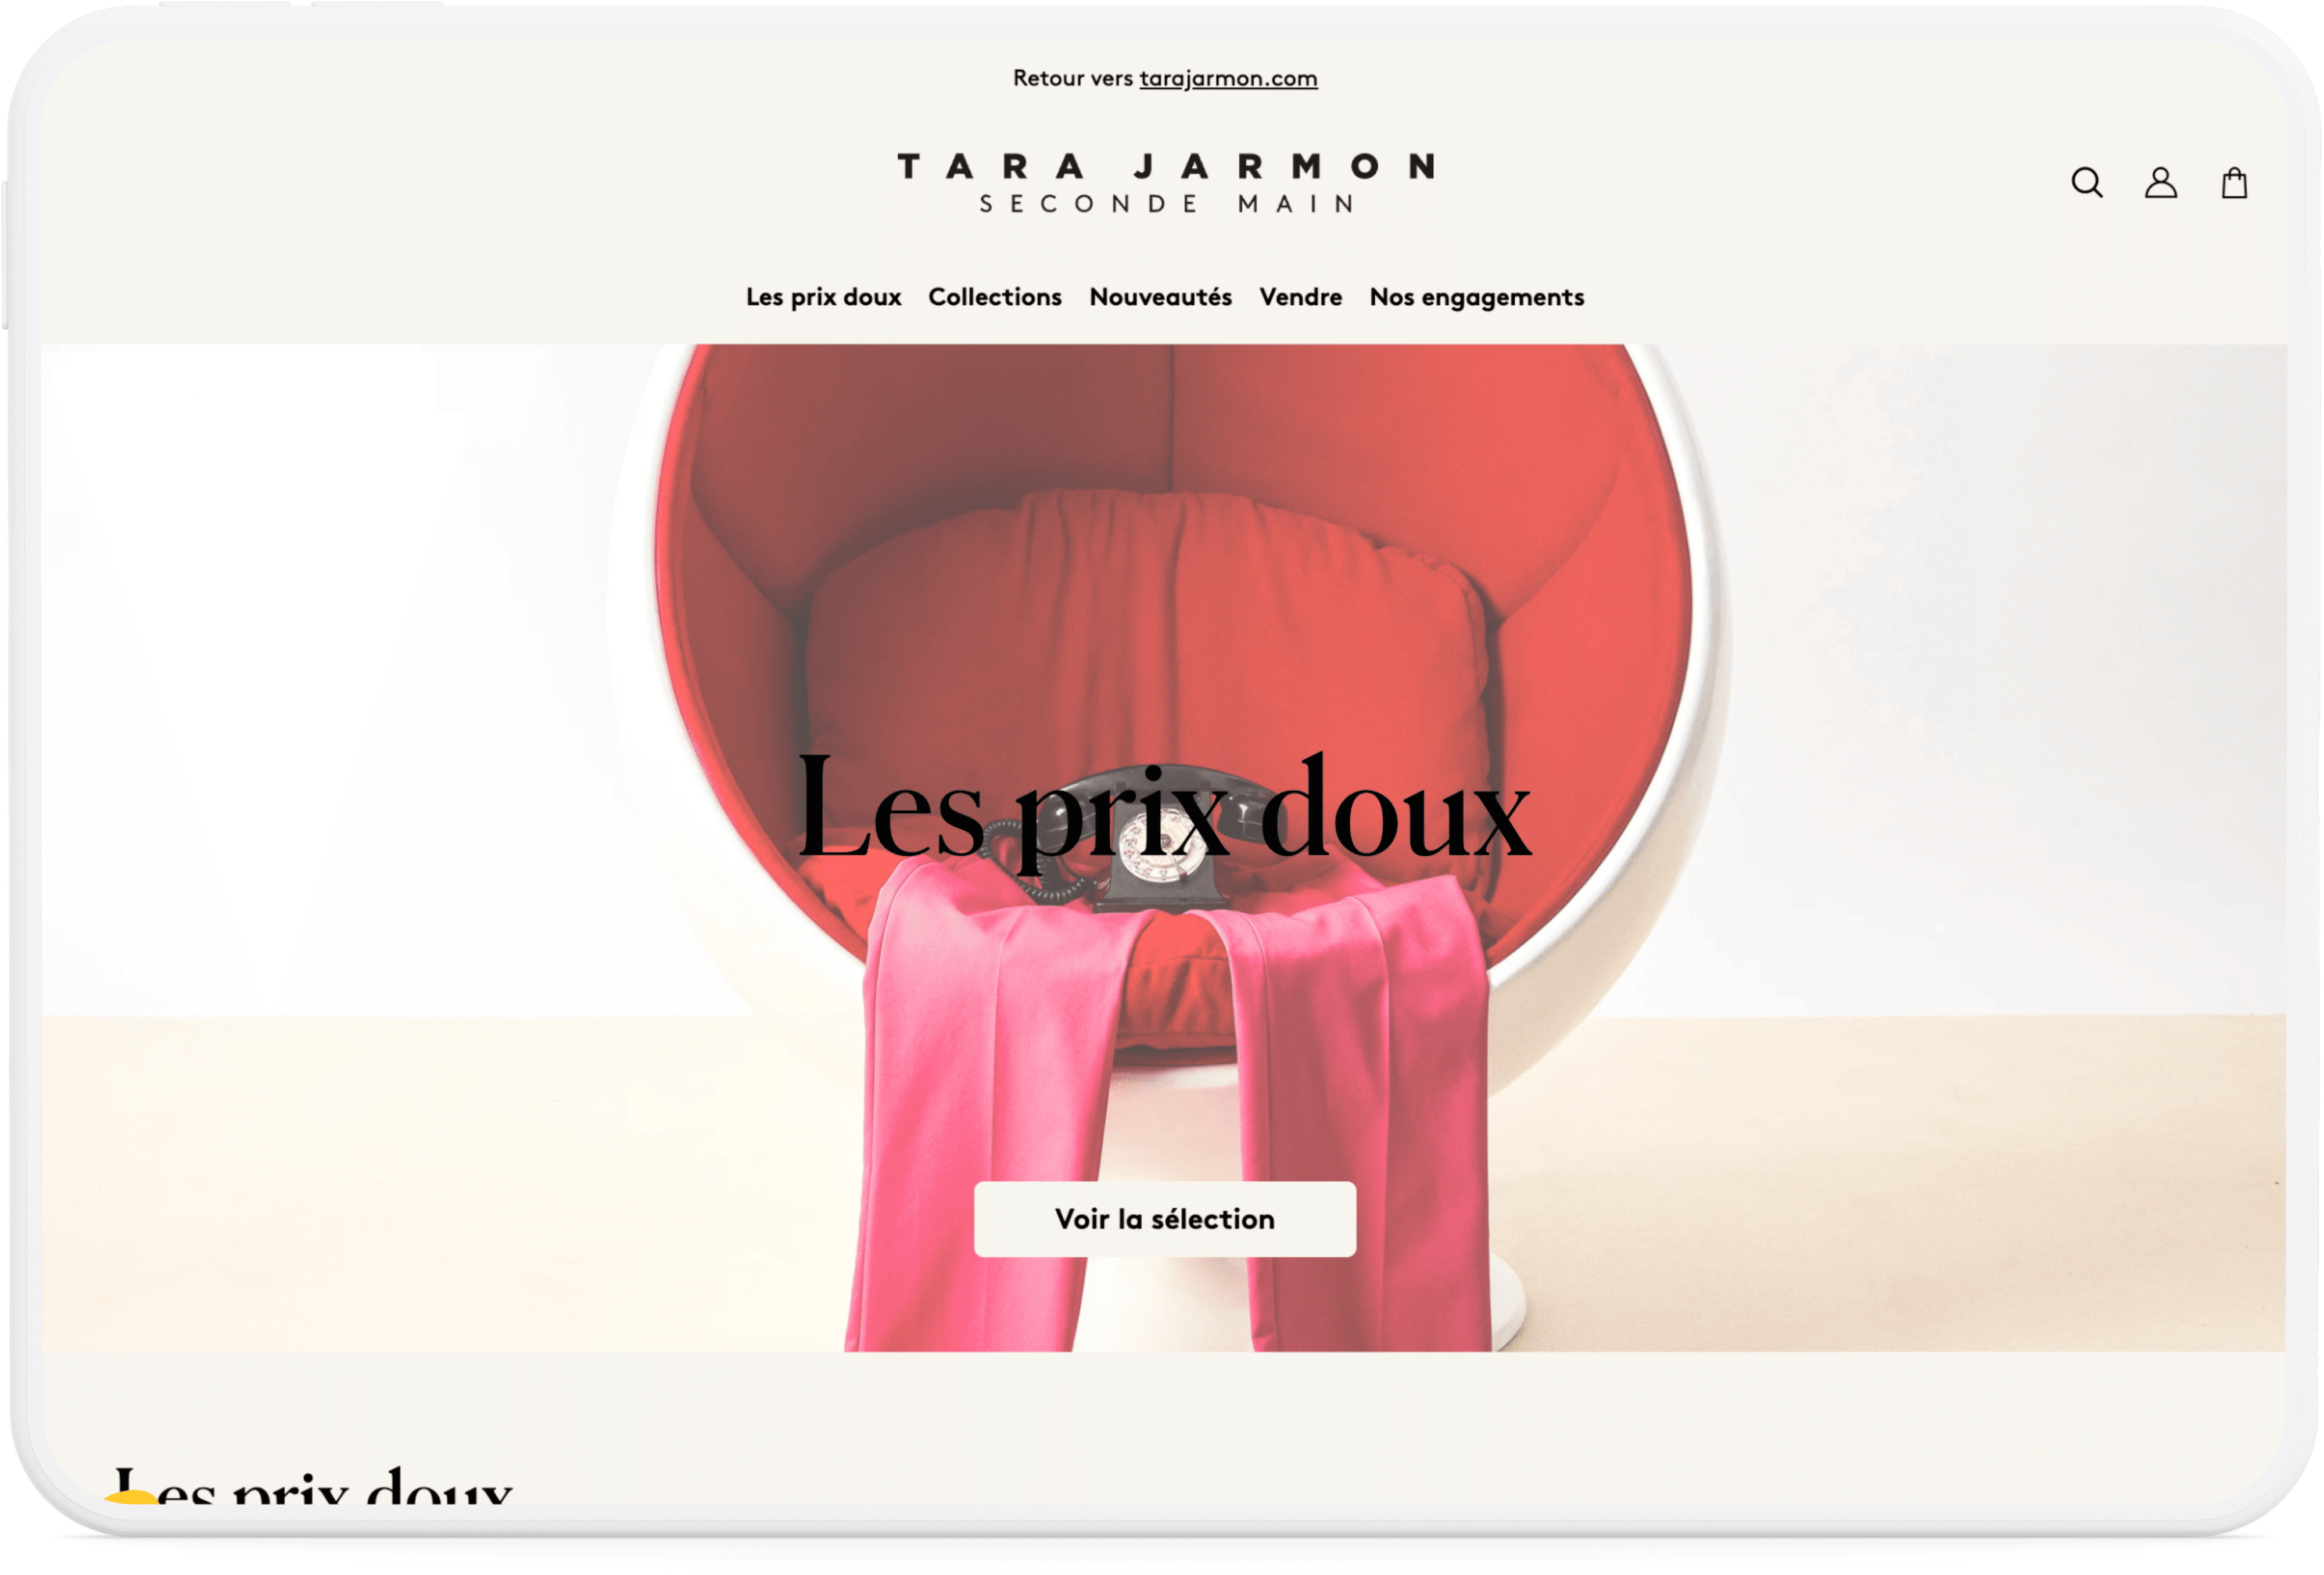 Retour vers tarajarmon.com
TARA JARMON
SECONDE MAIN
Les prix doux Collections Nouveautés Vendre Nos engagements
Les prix doux
Voir la sélection
Les prix doux